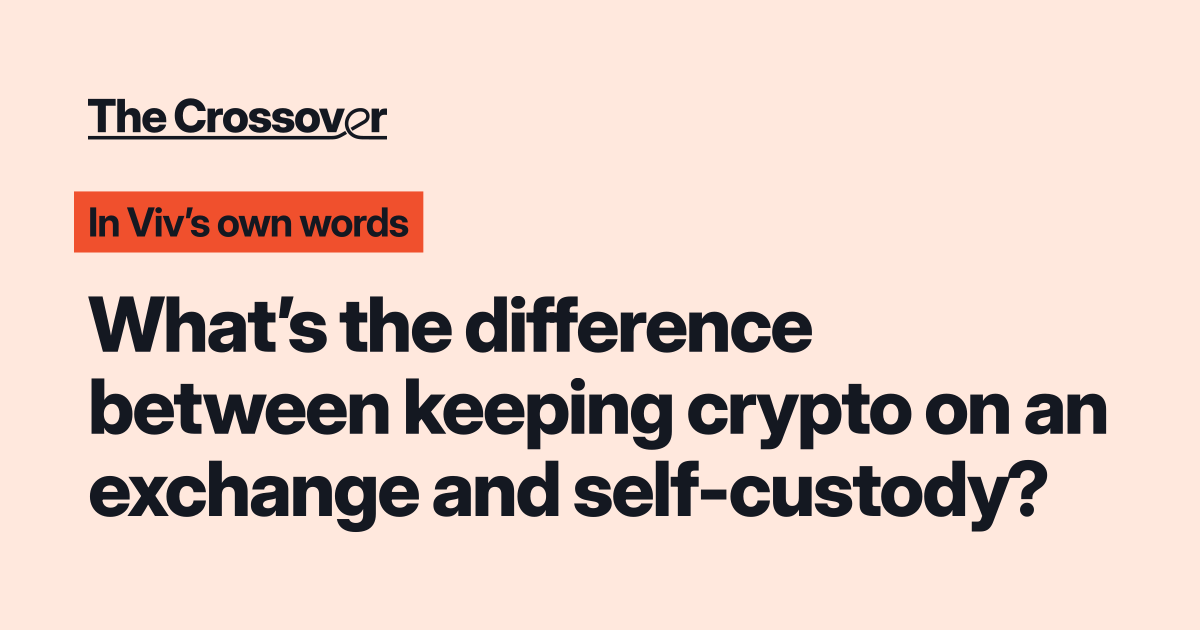 The Crossover
In Viv’s own words
What’s the difference
between keeping crypto on an
exchange and self-custody?